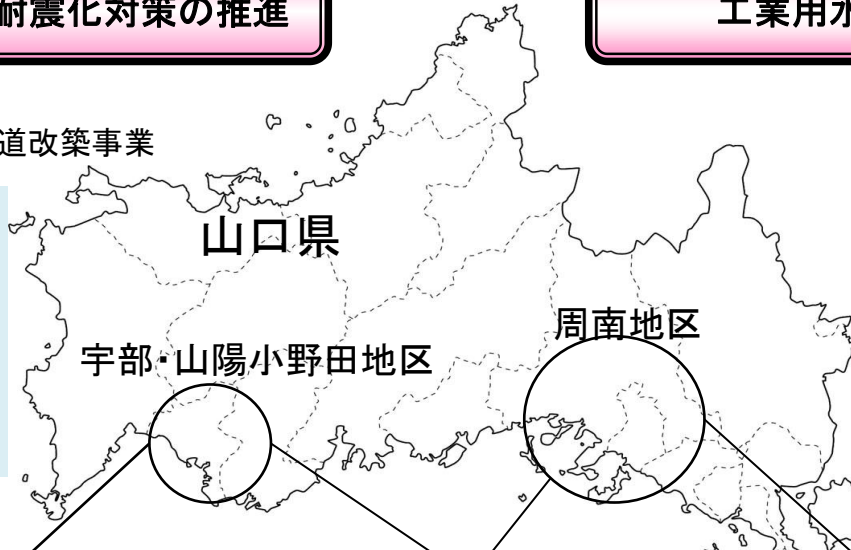 耐震化対策の推進
工業用水
道改築事業
山口県
周南地区
宇部・山陽小野田地区